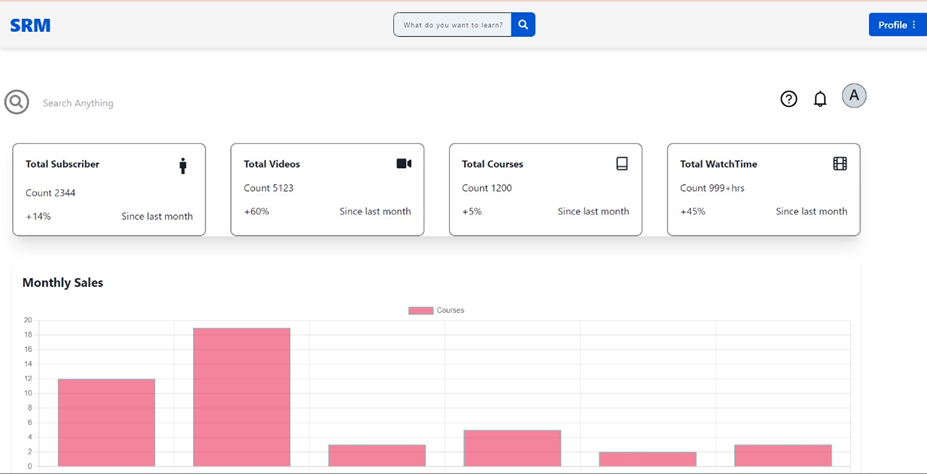 SRM
What do you want to learn?
Profile
Search Anything
A
Total Subscriber
Count 2344
+14% Since last month
Total Videos
Count 5123
+60% Since last month
Total Courses
Count 1200
+5% Since last month
Total WatchTime
Count 999+hrs
+45% Since last month
Monthly Sales
Courses
20
18
16
14
12
10
8
6
4
2
0